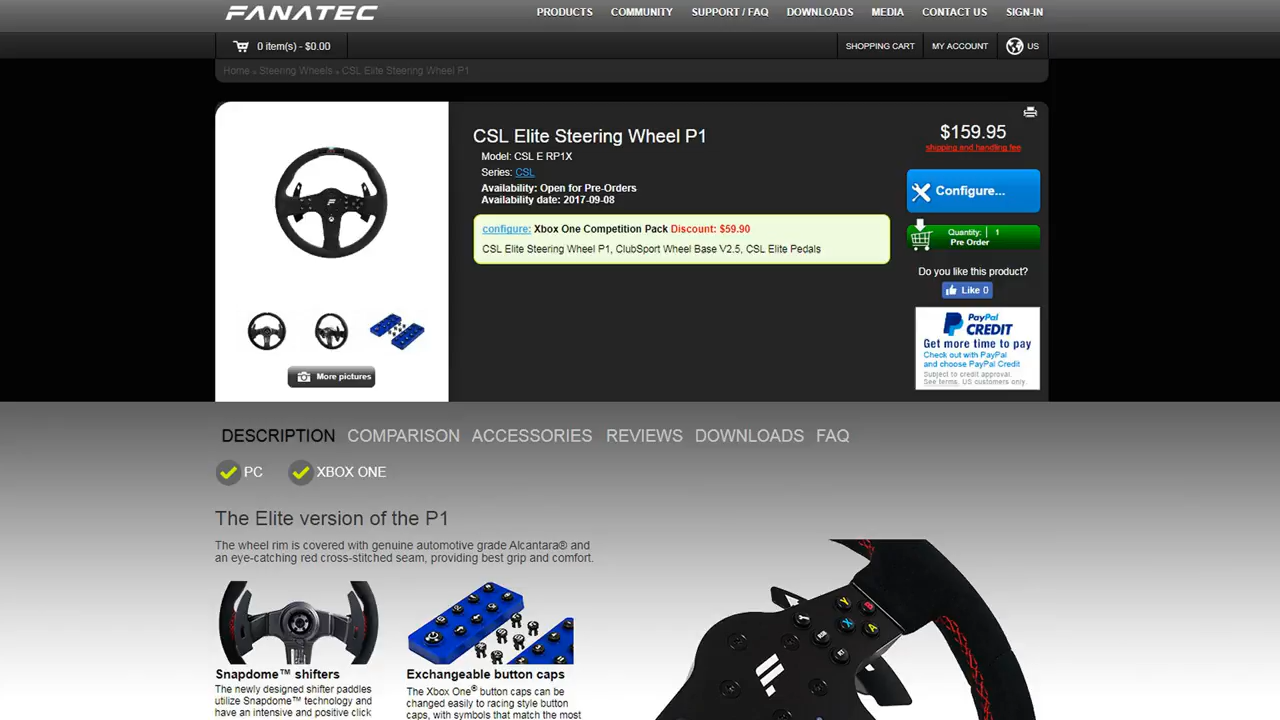 FANATEC
PRODUCTS COMMUNITY SUPPORT / FAQ DOWNLOADS MEDIA CONTACT US SIGN-IN
0 item(s) - $0.00
SHOPPING CART MY ACCOUNT US
Home » Steering Wheels » CSL Elite Steering Wheel P1
CSL Elite Steering Wheel P1
Model: CSL E RP1X
Series: CSL
Availability: Open for Pre-Orders
Availability date: 2017-09-08
configure: Xbox One Competition Pack Discount: $59.90
CSL Elite Steering Wheel P1, ClubSport Wheel Base V2.5, CSL Elite Pedals
$159.95
shipping and handling fee
Configure...
Quantity: 1
Pre Order
Do you like this product?
Like 0
PayPal
CREDIT
Get more time to pay
Check out with PayPal
and choose PayPal Credit
Subject to credit approval.
See terms. US customers only.
More pictures
DESCRIPTION COMPARISON ACCESSORIES REVIEWS DOWNLOADS FAQ
PC XBOX ONE
The Elite version of the P1
The wheel rim is covered with genuine automotive grade Alcantara® and
an eye-catching red cross-stitched seam, providing best grip and comfort.
Snapdome™ shifters
The newly designed shifter paddles
utilize Snapdome™ technology and
have an intensive and positive click
Exchangeable button caps
The Xbox One® button caps can be
changed easily to racing style button
caps, with symbols that match the most
Y
X
A